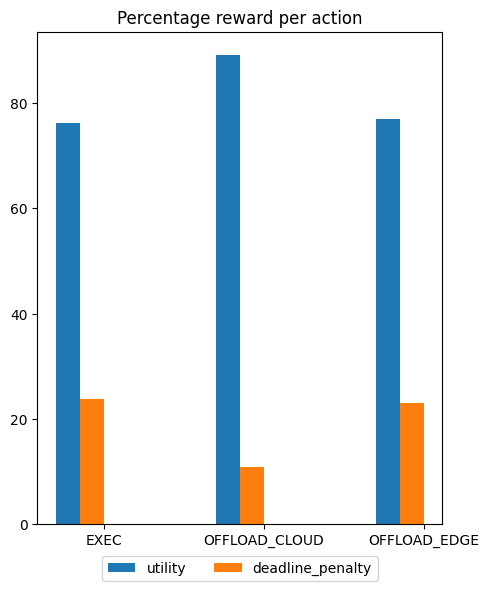 Percentage reward per action
80
60
40
20
0
EXEC OFFLOAD_CLOUD OFFLOAD_EDGE
utility deadline_penalty